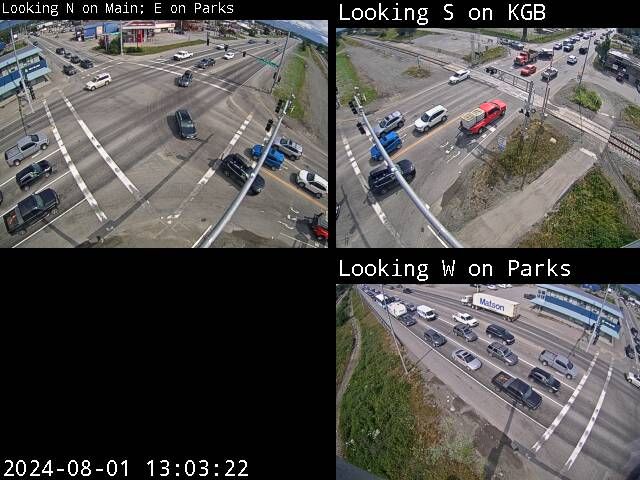 Looking N on Main; E on Parks
Looking S on KGB
Looking W on Parks
Matson
2024-08-01 13:03:22